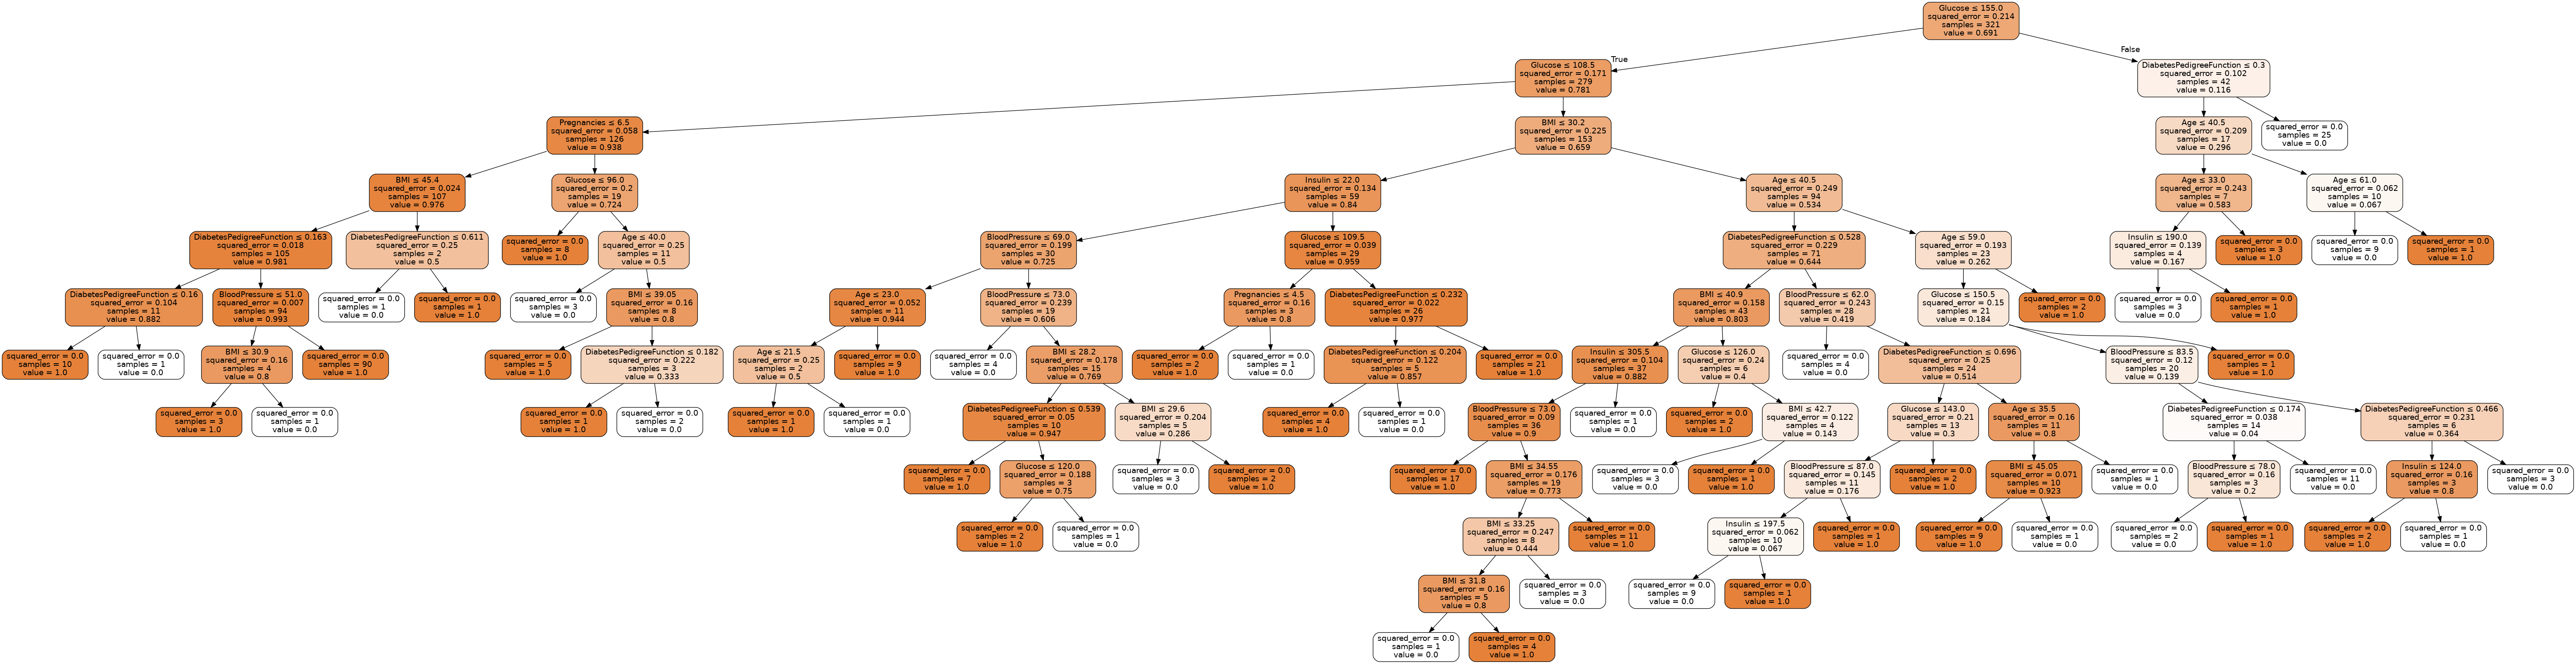 Glucose ≤ 155.0
squared_error = 0.214
samples = 321
value = 0.691
True
False
Glucose ≤ 108.5
squared_error = 0.171
samples = 279
value = 0.781
DiabetesPedigreeFunction ≤ 0.3
squared_error = 0.102
samples = 42
value = 0.116
Pregnancies ≤ 6.5
squared_error = 0.058
samples = 126
value = 0.938
BMI ≤ 30.2
squared_error = 0.225
samples = 153
value = 0.659
Age ≤ 40.5
squared_error = 0.209
samples = 17
value = 0.296
squared_error = 0.0
samples = 25
value = 0.0
BMI ≤ 45.4
squared_error = 0.024
samples = 107
value = 0.976
Glucose ≤ 96.0
squared_error = 0.2
samples = 19
value = 0.724
Insulin ≤ 22.0
squared_error = 0.134
samples = 59
value = 0.84
Age ≤ 40.5
squared_error = 0.249
samples = 94
value = 0.534
Age ≤ 33.0
squared_error = 0.243
samples = 7
value = 0.583
Age ≤ 61.0
squared_error = 0.062
samples = 10
value = 0.067
DiabetesPedigreeFunction ≤ 0.163
squared_error = 0.018
samples = 105
value = 0.981
DiabetesPedigreeFunction ≤ 0.611
squared_error = 0.25
samples = 2
value = 0.5
squared_error = 0.0
samples = 8
value = 1.0
Age ≤ 40.0
squared_error = 0.25
samples = 11
value = 0.5
BloodPressure ≤ 69.0
squared_error = 0.199
samples = 30
value = 0.725
Glucose ≤ 109.5
squared_error = 0.039
samples = 29
value = 0.959
DiabetesPedigreeFunction ≤ 0.528
squared_error = 0.229
samples = 71
value = 0.644
Age ≤ 59.0
squared_error = 0.193
samples = 23
value = 0.262
Insulin ≤ 190.0
squared_error = 0.139
samples = 4
value = 0.167
squared_error = 0.0
samples = 3
value = 1.0
squared_error = 0.0
samples = 9
value = 0.0
squared_error = 0.0
samples = 1
value = 1.0
DiabetesPedigreeFunction ≤ 0.16
squared_error = 0.104
samples = 11
value = 0.882
BloodPressure ≤ 51.0
squared_error = 0.007
samples = 94
value = 0.993
squared_error = 0.0
samples = 1
value = 0.0
squared_error = 0.0
samples = 1
value = 1.0
squared_error = 0.0
samples = 3
value = 0.0
BMI ≤ 39.05
squared_error = 0.16
samples = 8
value = 0.8
Age ≤ 23.0
squared_error = 0.052
samples = 11
value = 0.944
BloodPressure ≤ 73.0
squared_error = 0.239
samples = 19
value = 0.606
Pregnancies ≤ 4.5
squared_error = 0.16
samples = 3
value = 0.8
DiabetesPedigreeFunction ≤ 0.232
squared_error = 0.022
samples = 26
value = 0.977
BMI ≤ 40.9
squared_error = 0.158
samples = 43
value = 0.803
BloodPressure ≤ 62.0
squared_error = 0.243
samples = 28
value = 0.419
Glucose ≤ 150.5
squared_error = 0.15
samples = 21
value = 0.184
squared_error = 0.0
samples = 2
value = 1.0
squared_error = 0.0
samples = 3
value = 0.0
squared_error = 0.0
samples = 1
value = 1.0
squared_error = 0.0
samples = 10
value = 1.0
squared_error = 0.0
samples = 1
value = 0.0
BMI ≤ 30.9
squared_error = 0.16
samples = 4
value = 0.8
squared_error = 0.0
samples = 90
value = 1.0
squared_error = 0.0
samples = 5
value = 1.0
DiabetesPedigreeFunction ≤ 0.182
squared_error = 0.222
samples = 3
value = 0.333
Age ≤ 21.5
squared_error = 0.25
samples = 2
value = 0.5
squared_error = 0.0
samples = 9
value = 1.0
squared_error = 0.0
samples = 4
value = 0.0
BMI ≤ 28.2
squared_error = 0.178
samples = 15
value = 0.769
squared_error = 0.0
samples = 2
value = 1.0
squared_error = 0.0
samples = 1
value = 0.0
DiabetesPedigreeFunction ≤ 0.204
squared_error = 0.122
samples = 5
value = 0.857
squared_error = 0.0
samples = 21
value = 1.0
Insulin ≤ 305.5
squared_error = 0.104
samples = 37
value = 0.882
Glucose ≤ 126.0
squared_error = 0.24
samples = 6
value = 0.4
squared_error = 0.0
samples = 4
value = 0.0
DiabetesPedigreeFunction ≤ 0.696
squared_error = 0.25
samples = 24
value = 0.514
BloodPressure ≤ 83.5
squared_error = 0.12
samples = 20
value = 0.139
squared_error = 0.0
samples = 1
value = 1.0
squared_error = 0.0
samples = 3
value = 1.0
squared_error = 0.0
samples = 1
value = 0.0
squared_error = 0.0
samples = 1
value = 1.0
squared_error = 0.0
samples = 2
value = 0.0
squared_error = 0.0
samples = 1
value = 1.0
squared_error = 0.0
samples = 1
value = 0.0
DiabetesPedigreeFunction ≤ 0.539
squared_error = 0.05
samples = 10
value = 0.947
BMI ≤ 29.6
squared_error = 0.204
samples = 5
value = 0.286
squared_error = 0.0
samples = 4
value = 1.0
squared_error = 0.0
samples = 1
value = 0.0
BloodPressure ≤ 73.0
squared_error = 0.09
samples = 36
value = 0.9
squared_error = 0.0
samples = 1
value = 0.0
squared_error = 0.0
samples = 2
value = 1.0
BMI ≤ 42.7
squared_error = 0.122
samples = 4
value = 0.143
Glucose ≤ 143.0
squared_error = 0.21
samples = 13
value = 0.3
Age ≤ 35.5
squared_error = 0.16
samples = 11
value = 0.8
DiabetesPedigreeFunction ≤ 0.174
squared_error = 0.038
samples = 14
value = 0.04
DiabetesPedigreeFunction ≤ 0.466
squared_error = 0.231
samples = 6
value = 0.364
squared_error = 0.0
samples = 7
value = 1.0
Glucose ≤ 120.0
squared_error = 0.188
samples = 3
value = 0.75
squared_error = 0.0
samples = 3
value = 0.0
squared_error = 0.0
samples = 2
value = 1.0
squared_error = 0.0
samples = 17
value = 1.0
BMI ≤ 34.55
squared_error = 0.176
samples = 19
value = 0.773
squared_error = 0.0
samples = 3
value = 0.0
squared_error = 0.0
samples = 1
value = 1.0
BloodPressure ≤ 87.0
squared_error = 0.145
samples = 11
value = 0.176
squared_error = 0.0
samples = 2
value = 1.0
BMI ≤ 45.05
squared_error = 0.071
samples = 10
value = 0.923
squared_error = 0.0
samples = 1
value = 0.0
BloodPressure ≤ 78.0
squared_error = 0.16
samples = 3
value = 0.2
squared_error = 0.0
samples = 11
value = 0.0
Insulin ≤ 124.0
squared_error = 0.16
samples = 3
value = 0.8
squared_error = 0.0
samples = 3
value = 0.0
squared_error = 0.0
samples = 2
value = 1.0
squared_error = 0.0
samples = 1
value = 0.0
BMI ≤ 33.25
squared_error = 0.247
samples = 8
value = 0.444
squared_error = 0.0
samples = 11
value = 1.0
Insulin ≤ 197.5
squared_error = 0.062
samples = 10
value = 0.067
squared_error = 0.0
samples = 1
value = 1.0
squared_error = 0.0
samples = 9
value = 1.0
squared_error = 0.0
samples = 1
value = 0.0
squared_error = 0.0
samples = 2
value = 0.0
squared_error = 0.0
samples = 1
value = 1.0
squared_error = 0.0
samples = 2
value = 1.0
squared_error = 0.0
samples = 1
value = 0.0
BMI ≤ 31.8
squared_error = 0.16
samples = 5
value = 0.8
squared_error = 0.0
samples = 3
value = 0.0
squared_error = 0.0
samples = 9
value = 0.0
squared_error = 0.0
samples = 1
value = 1.0
squared_error = 0.0
samples = 1
value = 0.0
squared_error = 0.0
samples = 4
value = 1.0